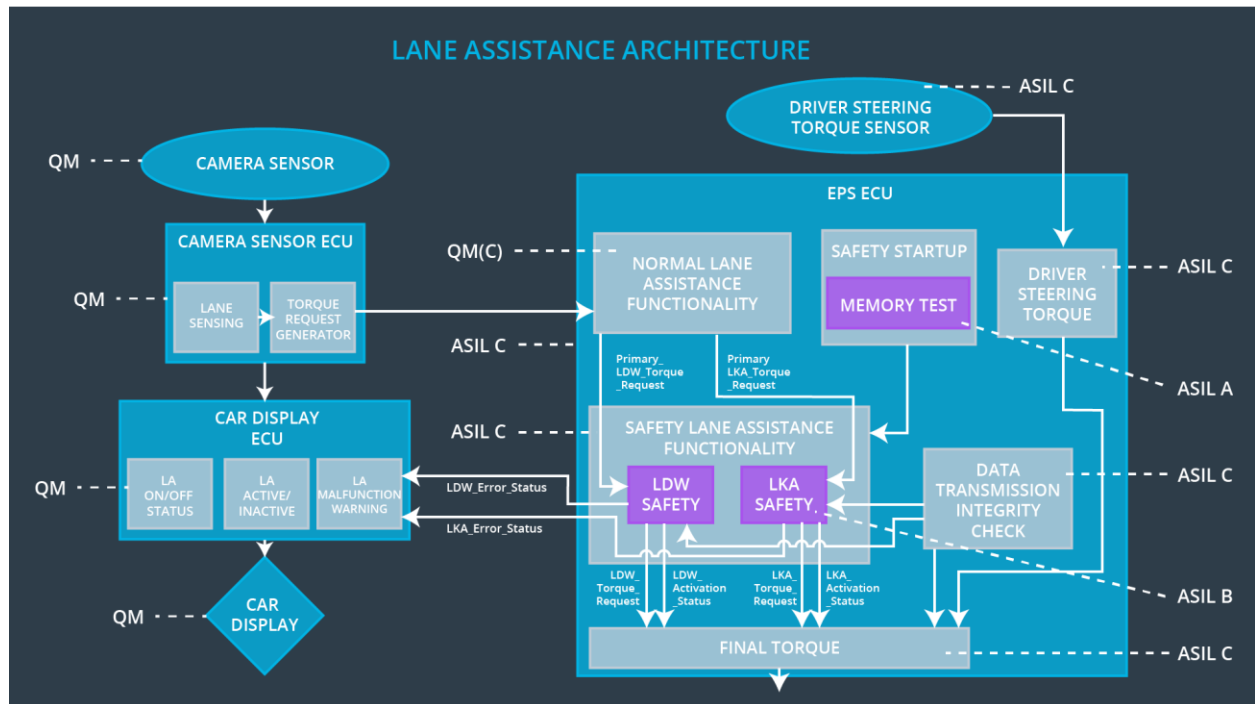 LANE ASSISTANCE ARCHITECTURE
ASIL C
DRIVER STEERING
TORQUE SENSOR
QM
CAMERA SENSOR
EPS ECU
CAMERA SENSOR ECU
QM(C)
NORMAL LANE
ASSISTANCE
FUNCTIONALITY
SAFETY STARTUP
MEMORY TEST
DRIVER
STEERING
TORQUE
ASIL C
QM
LANE
SENSING
TORQUE
REQUEST
GENERATOR
ASIL C
Primary_
LDW_Torque
_Request
Primary
LKA_Torque
_Request
ASIL A
CAR DISPLAY
ECU
ASIL C
SAFETY LANE ASSISTANCE
FUNCTIONALITY
QM
LA
ON/OFF
STATUS
LA
ACTIVE/
INACTIVE
LA
MALFUNCTION
WARNING
LDW_Error_Status
LKA_Error_Status
LDW
SAFETY
LKA
SAFETY
DATA
TRANSMISSION
INTEGRITY
CHECK
ASIL C
LDW_
Torque_
Request
LDW_
Activation
_Status
LKA_
Torque_
Request
LKA_
Activation
_Status
ASIL B
QM
CAR
DISPLAY
FINAL TORQUE
ASIL C